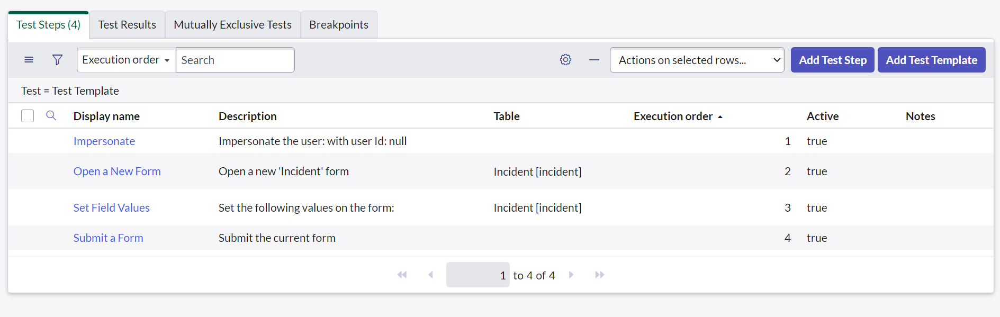 Test Steps (4) Test Results Mutually Exclusive Tests Breakpoints
Execution order Search Actions on selected rows... Add Test Step Add Test Template
Test = Test Template
Display name Description Table Execution order Active Notes
Impersonate Impersonate the user: with user Id: null 1 true
Open a New Form Open a new 'Incident' form Incident [incident] 2 true
Set Field Values Set the following values on the form: Incident [incident] 3 true
Submit a Form Submit the current form 4 true
1 to 4 of 4